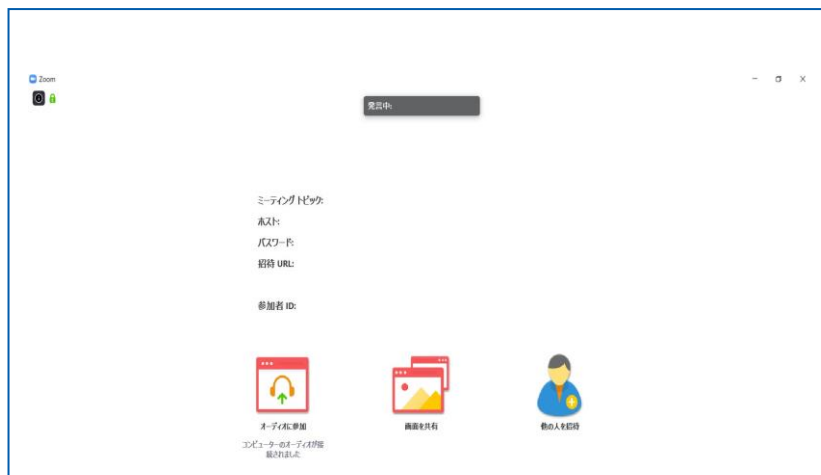 Zoom
発言中:
ミーティングトピック:
ホスト:
パスワード:
招待 URL:
参加者 ID:
オーディオに参加
画面を共有
他の人を招待
コンピューターのオーディオが接
続されました